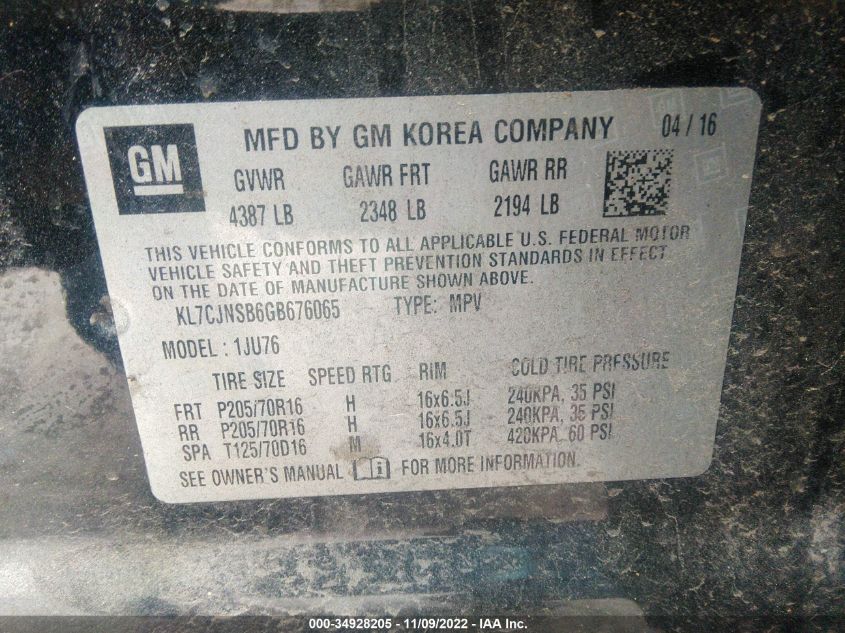 GM
MFD BY GM KOREA COMPANY 04 / 16
GVWR GAWR FRT GAWR RR
4387 LB 2348 LB 2194 LB
THIS VEHICLE CONFORMS TO ALL APPLICABLE U.S. FEDERAL MOTOR
VEHICLE SAFETY AND THEFT PREVENTION STANDARDS IN EFFECT
ON THE DATE OF MANUFACTURE SHOWN ABOVE.
KL7CJNSB6GB676065 TYPE: MPV
MODEL : 1JU76
TIRE SIZE SPEED RTG RIM COLD TIRE PRESSURE
FRT P205/70R16 H 16x6.5J 240KPA, 35 PSI
RR P205/70R16 H 16x6.5J 240KPA, 35 PSI
SPA T125/70D16 M 16x4.0T 420KPA, 60 PSI
SEE OWNER'S MANUAL FOR MORE INFORMATION.
000-34928205 - 11/09/2022 - IAA Inc.